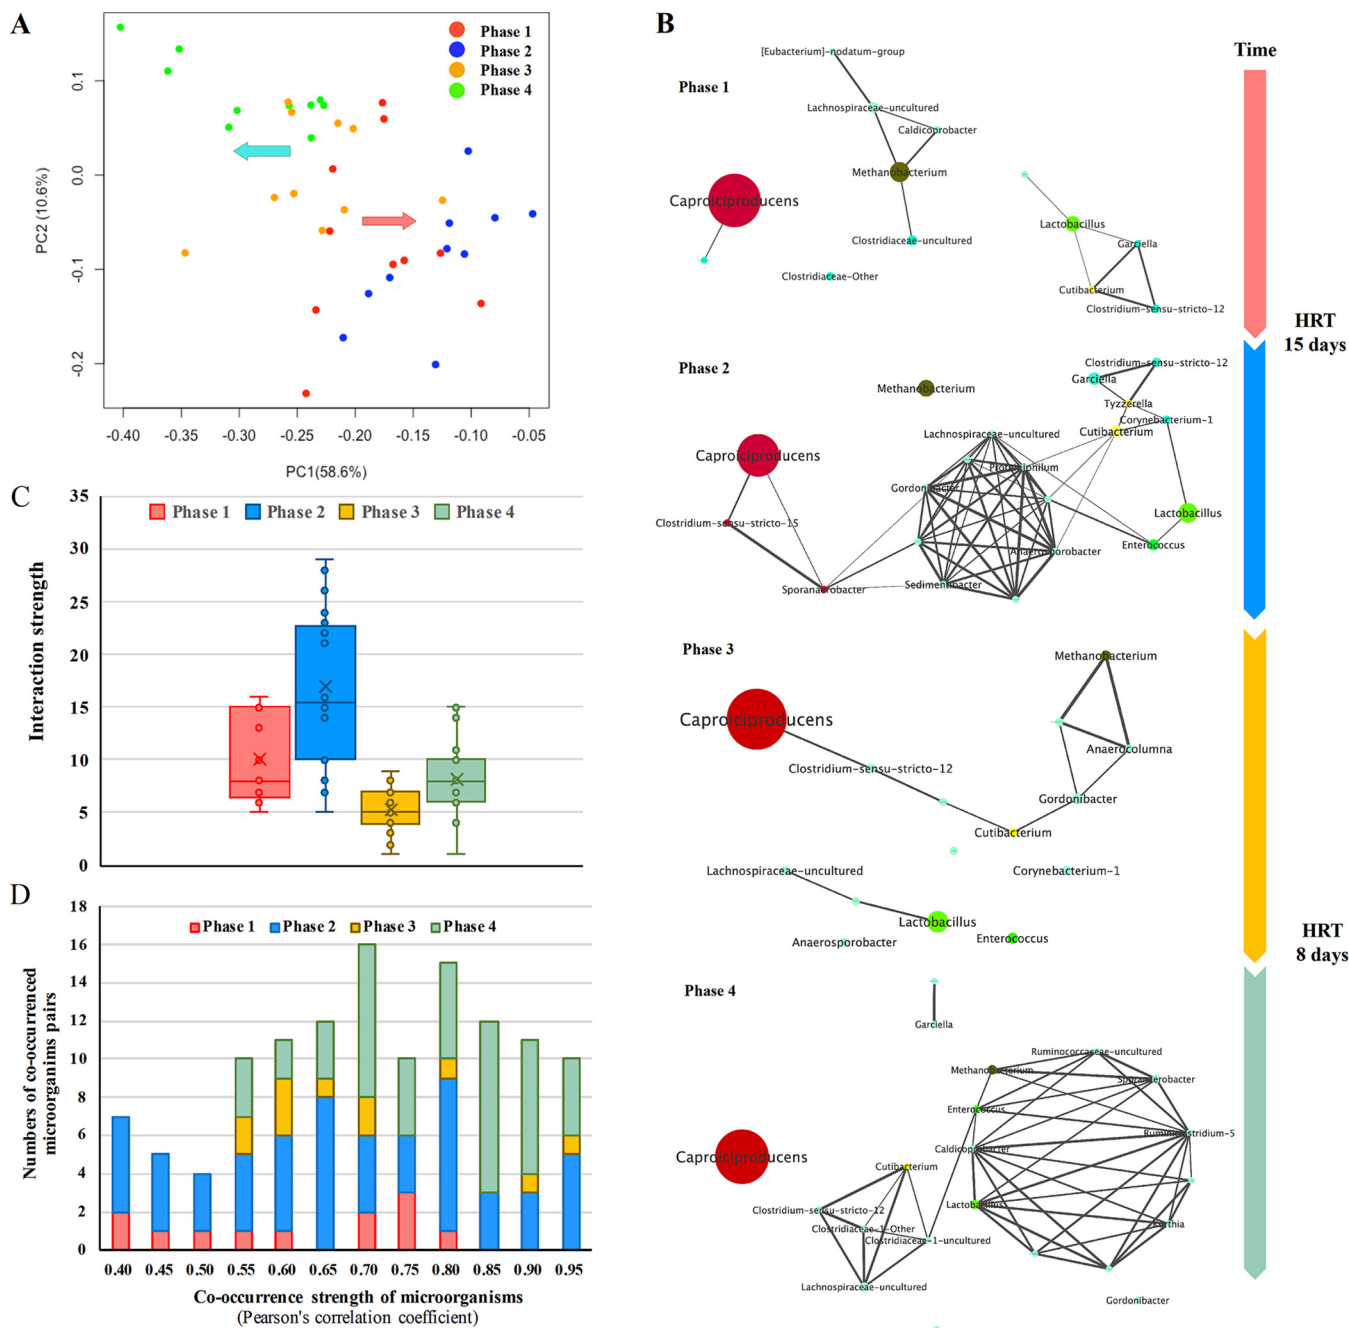 A
Phase 1
Phase 2
Phase 3
Phase 4
0.1
0.0
-0.1
-0.2
PC2 (10.6%)
-0.40
-0.35
-0.30
-0.25
-0.20
-0.15
-0.10
-0.05
PC1(58.6%)
B
Time
Phase 1
[Eubacterium]-nodatum-group
Lachnospiraceae-uncultured
Caldicoprobacter
Methanobacterium
Caproiciproducens
Clostridiaceae-uncultured
Clostridiaceae-Other
Lactobacillus
Garciella
Cutibacterium
Clostridium-sensu-stricto-12
HRT
15 days
Phase 2
Clostridium-sensu-stricto-12
Garciella
Methanobacterium
Tyzzerella
Corynebacterium-1
Cutibacterium
Lachnospiraceae-uncultured
Caproiciproducens
Gordonibacter
Lactobacillus
Clostridium-sensu-stricto-15
Enterococcus
Anaerosporobacter
Sedimentibacter
Sporanaerobacter
Phase 3
Methanobacterium
Caproiciproducens
Anaerocolumna
Clostridium-sensu-stricto-12
Gordonibacter
Cutibacterium
Lachnospiraceae-uncultured
Corynebacterium-1
Lactobacillus
Anaerosporobacter
Enterococcus
HRT
8 days
Phase 4
Garciella
Ruminococcaceae-uncultured
Methanobacterium
Sporanaerobacter
Enterococcus
Caldicoprobacter
Caproiciproducens
Cutibacterium
Lactobacillus
Clostridium-sensu-stricto-12
Clostridiaceae-1-Other
Clostridiaceae-1-uncultured
Kurthia
Lachnospiraceae-uncultured
Gordonibacter
C
35
30
25
20
15
10
5
0
Interaction strength
Phase 1
Phase 2
Phase 3
Phase 4
D
18
16
14
12
10
8
6
4
2
0
Numbers of co-occurrenced
microorganims pairs
Phase 1
Phase 2
Phase 3
Phase 4
0.40
0.45
0.50
0.55
0.60
0.65
0.70
0.75
0.80
0.85
0.90
0.95
Co-occurrence strength of microorganisms
(Pearson's correlation coefficient)